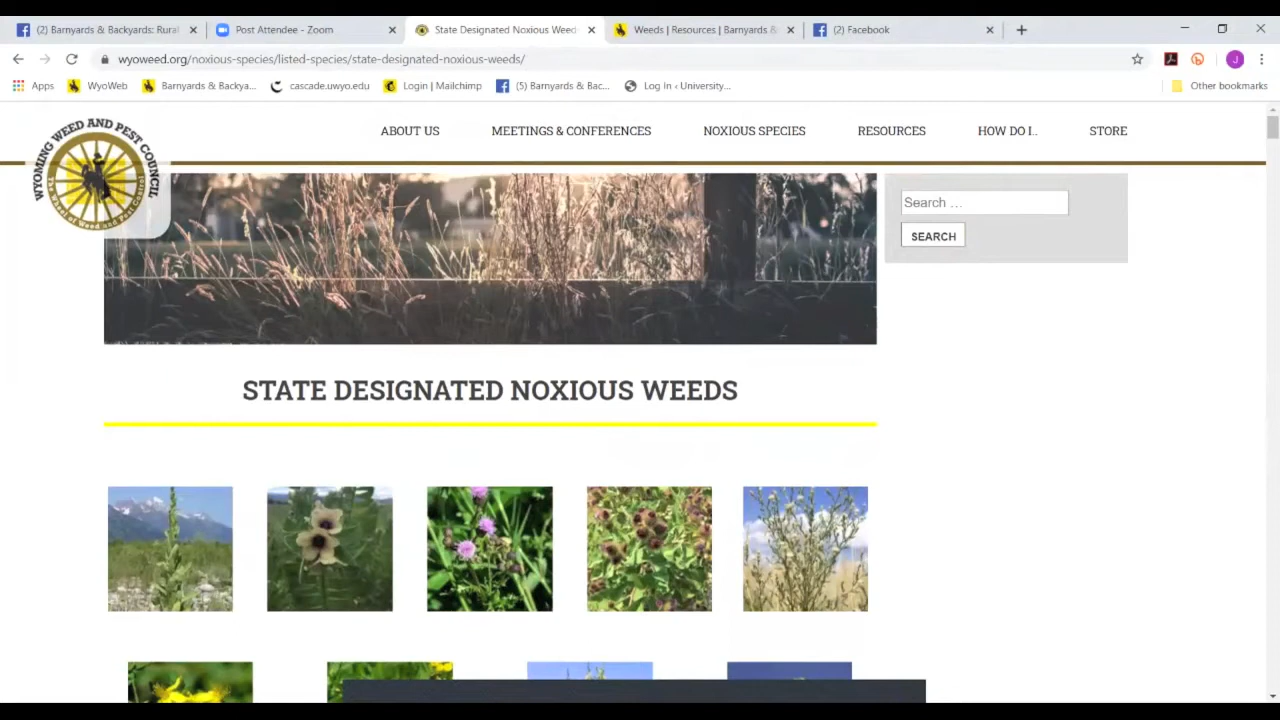 (2) Barnyards & Backyards: Rural
Post Attendee - Zoom
State Designated Noxious Weed
Weeds | Resources | Barnyards &
(2) Facebook
wyoweed.org/noxious-species/listed-species/state-designated-noxious-weeds/
J
Apps
WyoWeb
Barnyards & Backya...
cascade.uwyo.edu
Login | Mailchimp
(5) Barnyards & Bac...
Log In ‹ University...
Other bookmarks
WYOMING WEED AND PEST COUNCIL
ABOUT US
MEETINGS & CONFERENCES
NOXIOUS SPECIES
RESOURCES
HOW DO I..
STORE
Search …
SEARCH
STATE DESIGNATED NOXIOUS WEEDS